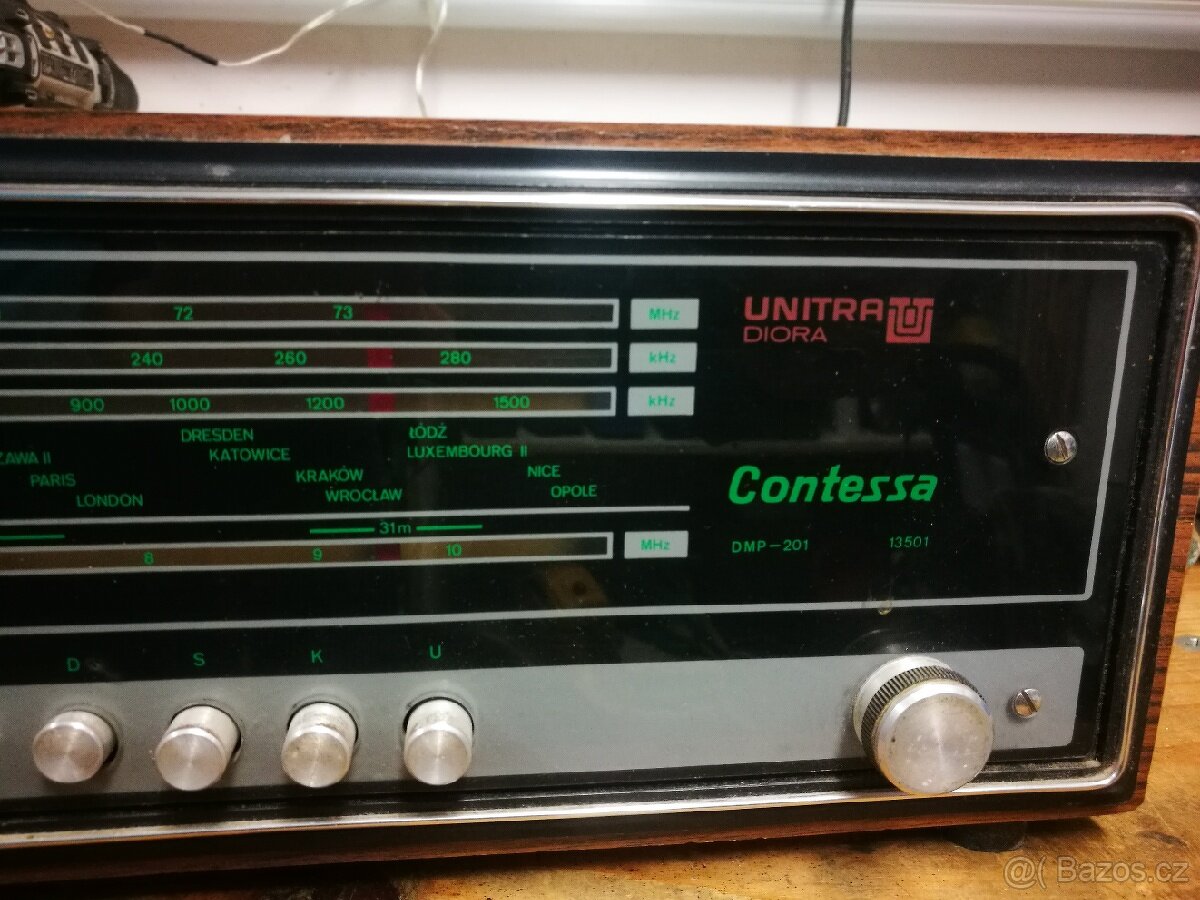 72 73 MHz
240 260 280 kHz
900 1000 1200 1500 kHz
UNITRA
DIORA
DRESDEN ŁÓDŹ
KATOWICE LUXEMBOURG II
PARIS KRAKÓW NICE
LONDON WROCŁAW OPOLE
Contessa
31m
8 9 10 MHz
DMP-201 13501
D S K U
@( Bazos.cz